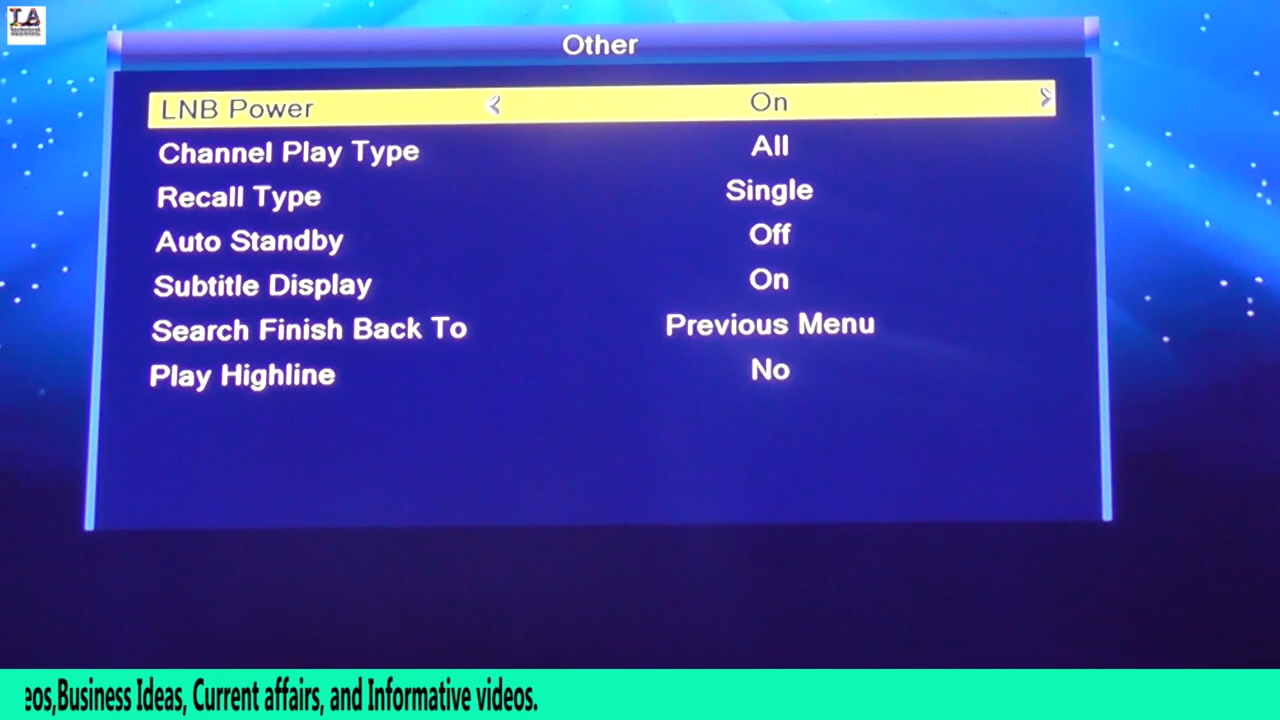 IA
Other
LNB Power On
Channel Play Type All
Recall Type Single
Auto Standby Off
Subtitle Display On
Search Finish Back To Previous Menu
Play Highline No
eos,Business Ideas, Current affairs, and Informative videos.